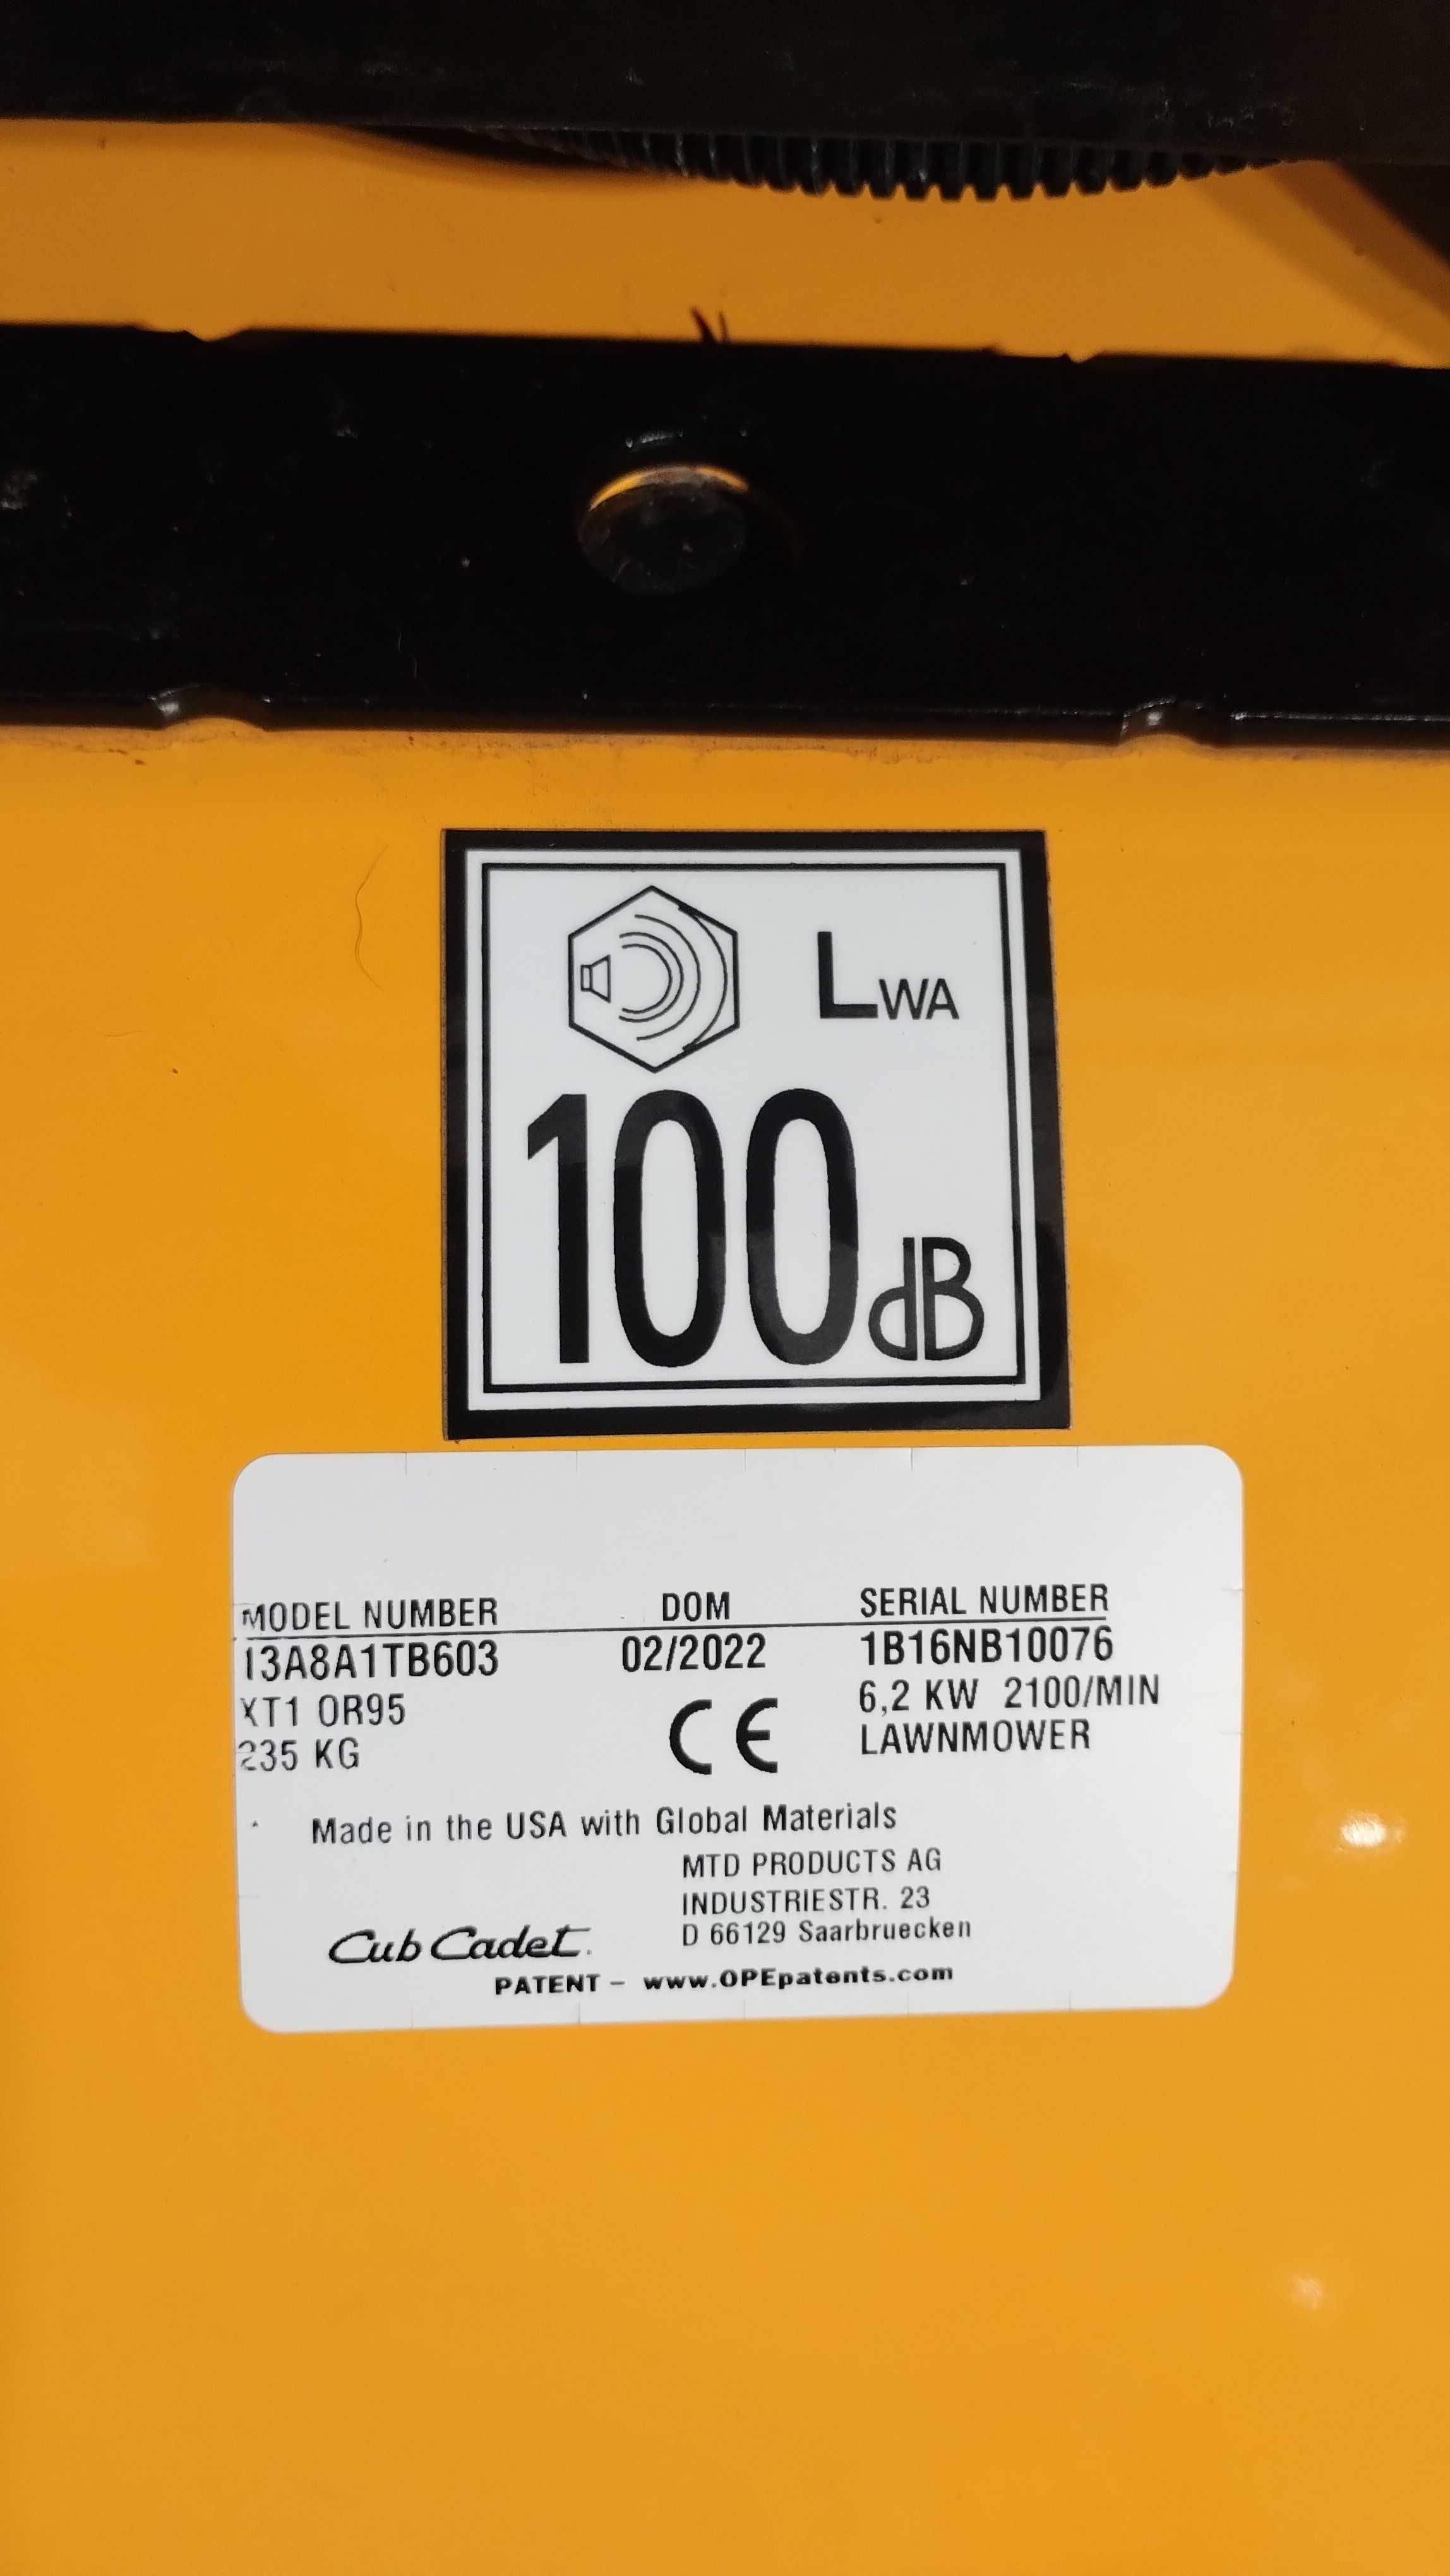 LWA
100dB
MODEL NUMBER DOM SERIAL NUMBER
13A8A1TB603 02/2022 1B16NB10076
XT1 OR95 CE 6,2 KW 2100/MIN
235 KG LAWNMOWER
Made in the USA with Global Materials
MTD PRODUCTS AG
INDUSTRIESTR. 23
Cub Cadet. D 66129 Saarbruecken
PATENT – www.OPEpatents.com